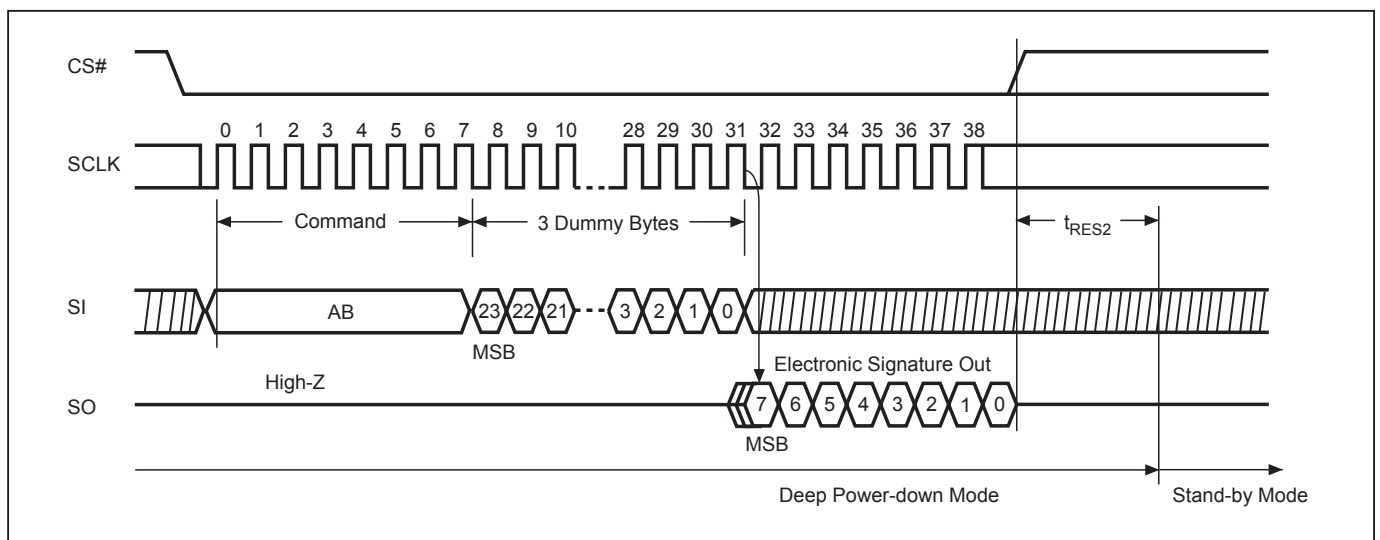 CS#
0 1 2 3 4 5 6 7 8 9 10 28 29 30 31 32 33 34 35 36 37 38
SCLK
Command 3 Dummy Bytes tRES2
SI AB 23 22 21 3 2 1 0
MSB
High-Z Electronic Signature Out
SO 7 6 5 4 3 2 1 0
MSB
Deep Power-down Mode Stand-by Mode